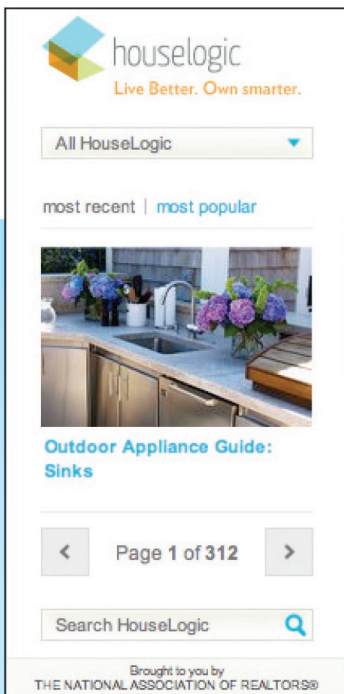 houselogic
Live Better. Own smarter.
All HouseLogic
most recent | most popular
Outdoor Appliance Guide:
Sinks
Page 1 of 312
Search HouseLogic
Brought to you by
THE NATIONAL ASSOCIATION OF REALTORS®